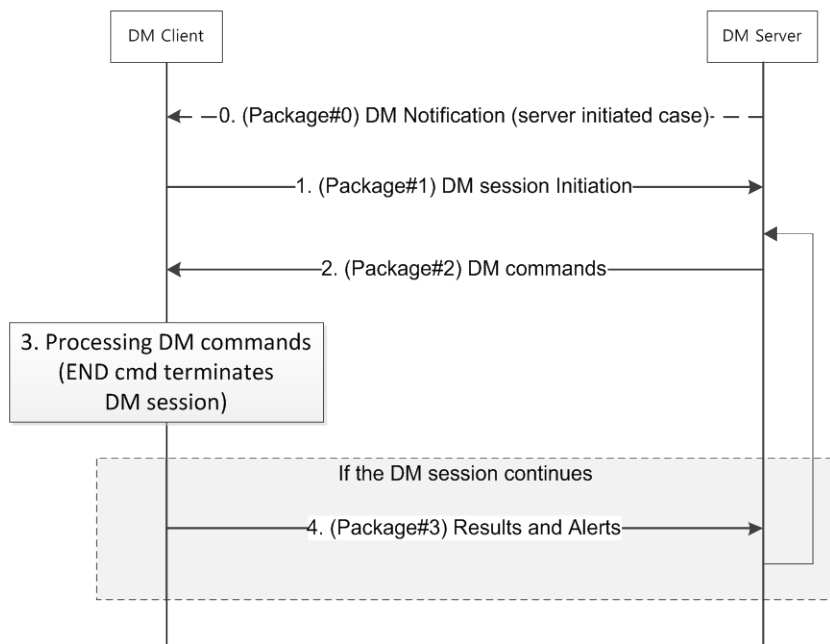 DM Client
DM Server
0. (Package#0) DM Notification (server initiated case)
1. (Package#1) DM session Initiation
2. (Package#2) DM commands
3. Processing DM commands
(END cmd terminates
DM session)
If the DM session continues
4. (Package#3) Results and Alerts